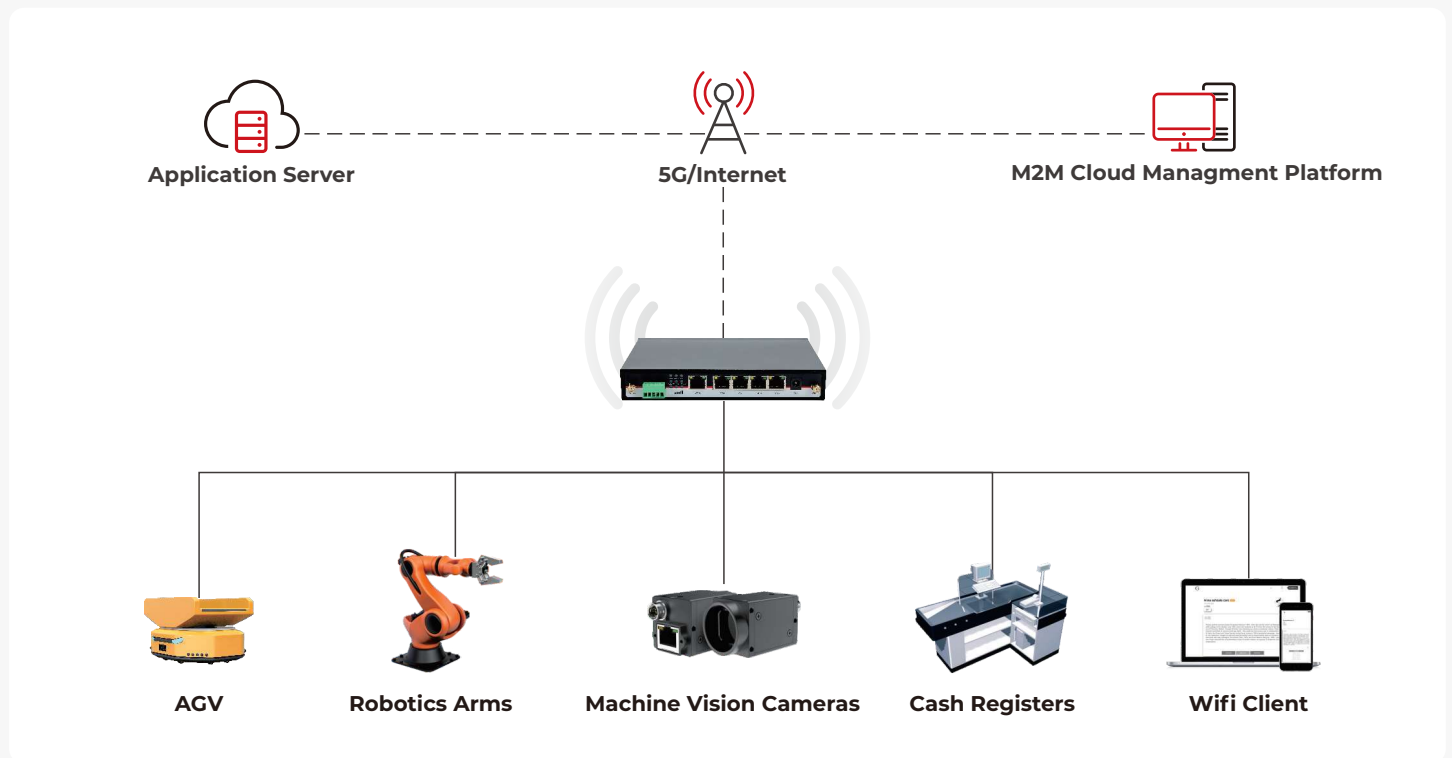 Application Server
5G/Internet
M2M Cloud Managment Platform
AGV
Robotics Arms
Machine Vision Cameras
Cash Registers
Wifi Client